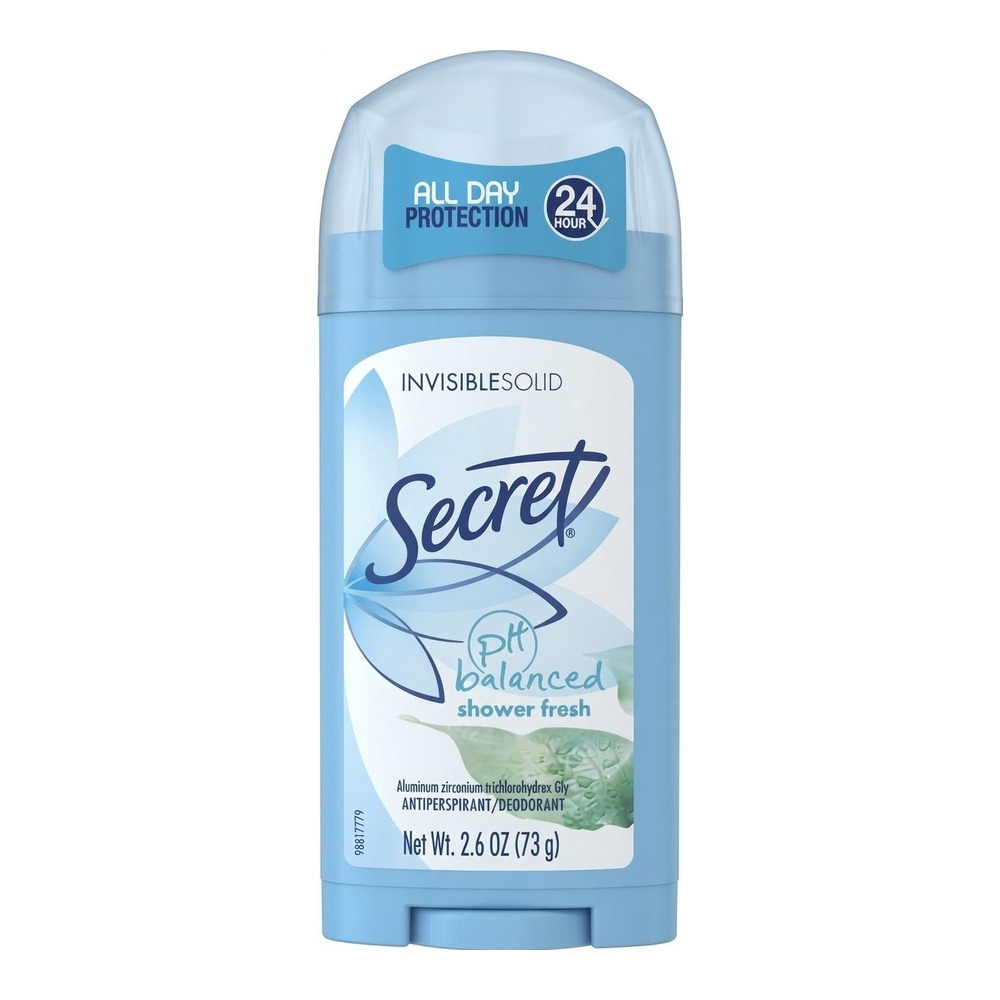 ALL DAY
PROTECTION
24
HOUR
INVISIBLESOLID
Secret®
pH
balanced
shower fresh
Aluminum zirconium trichlorohydrex Gly
ANTIPERSPIRANT/DEODORANT
Net Wt. 2.6 OZ (73 g)
98817779